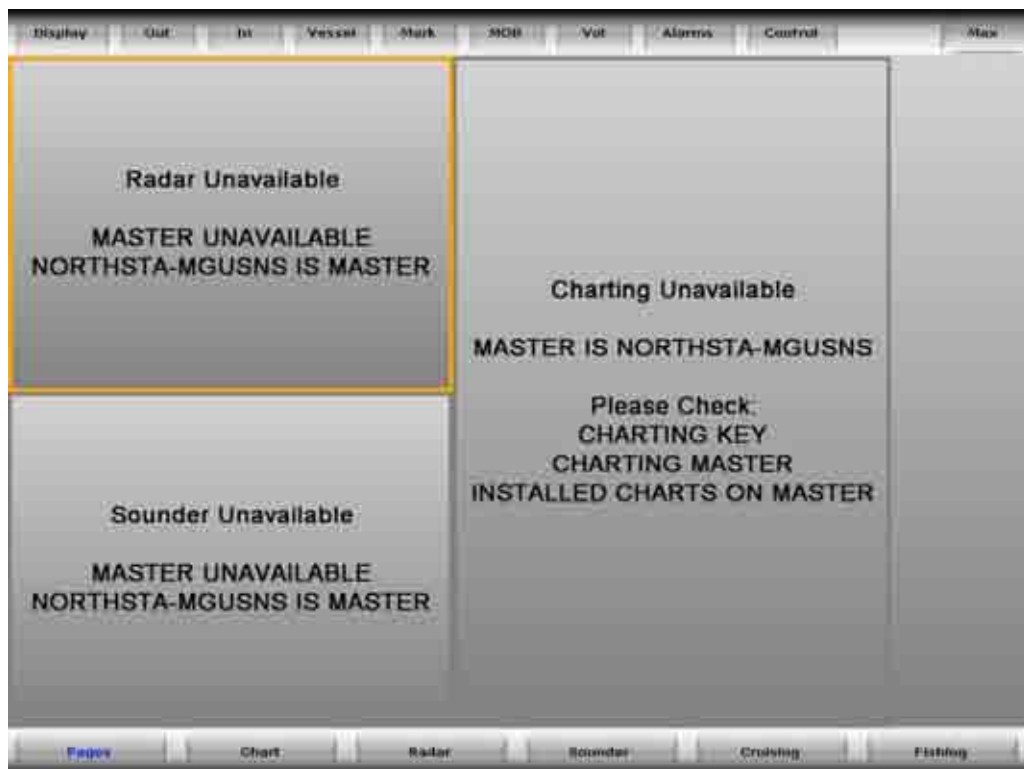 Display Out In Vessel Mark MOB Vot Alarms Control Max
Radar Unavailable
MASTER UNAVAILABLE
NORTHSTA-MGUSNS IS MASTER
Sounder Unavailable
MASTER UNAVAILABLE
NORTHSTA-MGUSNS IS MASTER
Charting Unavailable
MASTER IS NORTHSTA-MGUSNS
Please Check:
CHARTING KEY
CHARTING MASTER
INSTALLED CHARTS ON MASTER
Pages Chart Radar Sounder Cruising Fishing